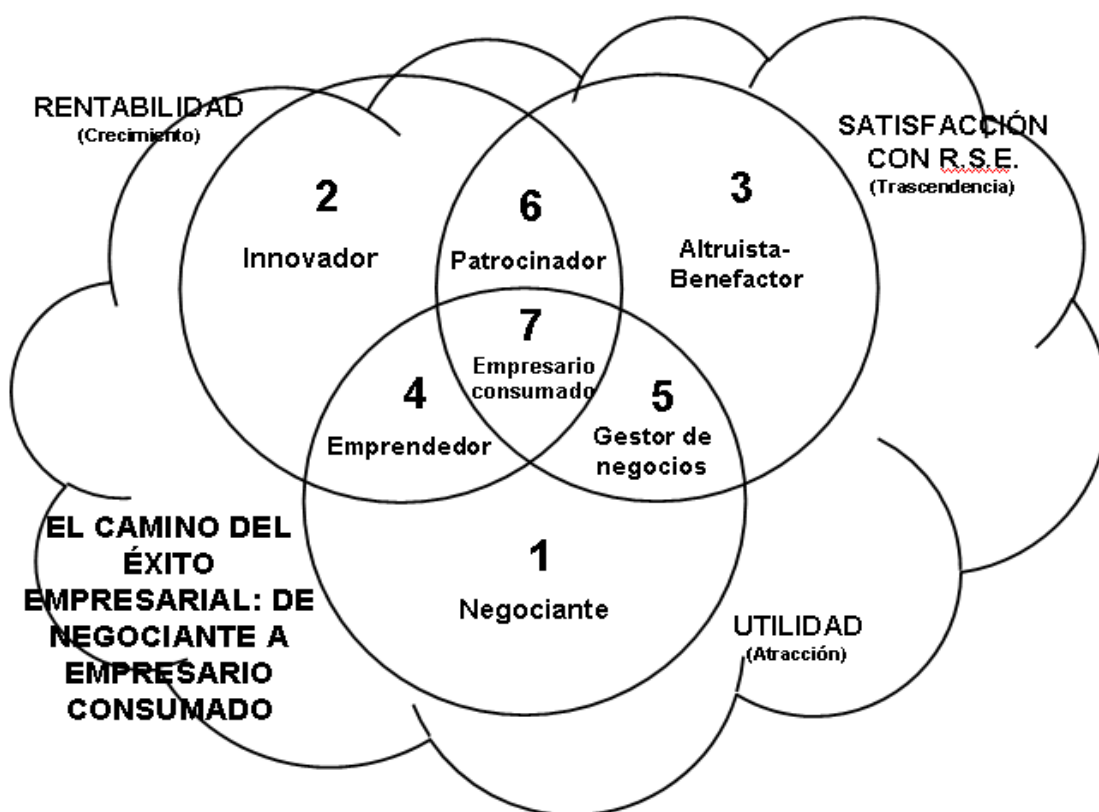 RENTABILIDAD
(Crecimiento)
SATISFACCIÓN
CON R.S.E.
(Trascendencia)
2
Innovador
6
Patrocinador
3
Altruista-
Benefactor
7
Empresario
consumado
4
Emprendedor
5
Gestor de
negocios
1
Negociante
EL CAMINO DEL
ÉXITO
EMPRESARIAL: DE
NEGOCIANTE A
EMPRESARIO
CONSUMADO
UTILIDAD
(Atracción)